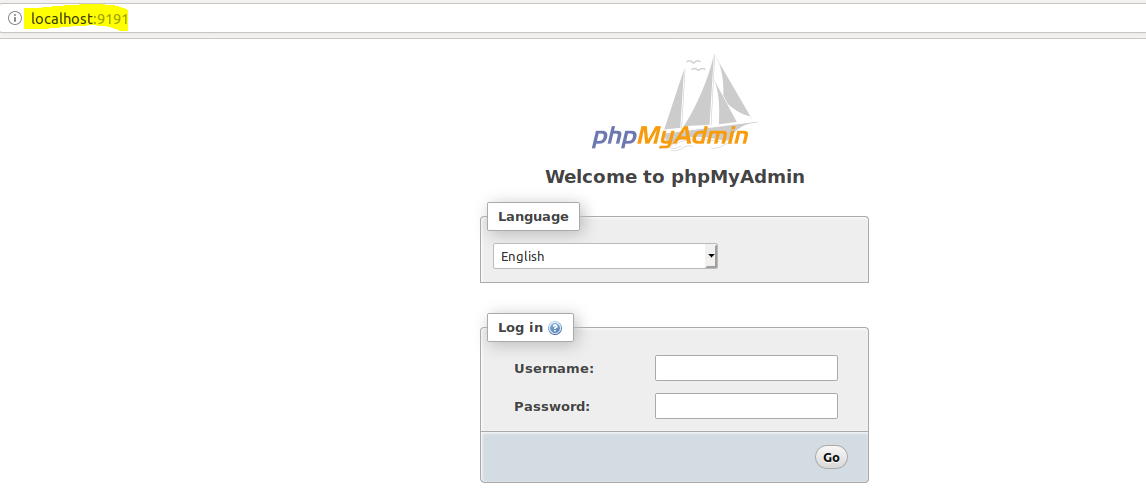 localhost:9191
phpMyAdmin
Welcome to phpMyAdmin
Language
English
Log in
Username:
Password:
Go